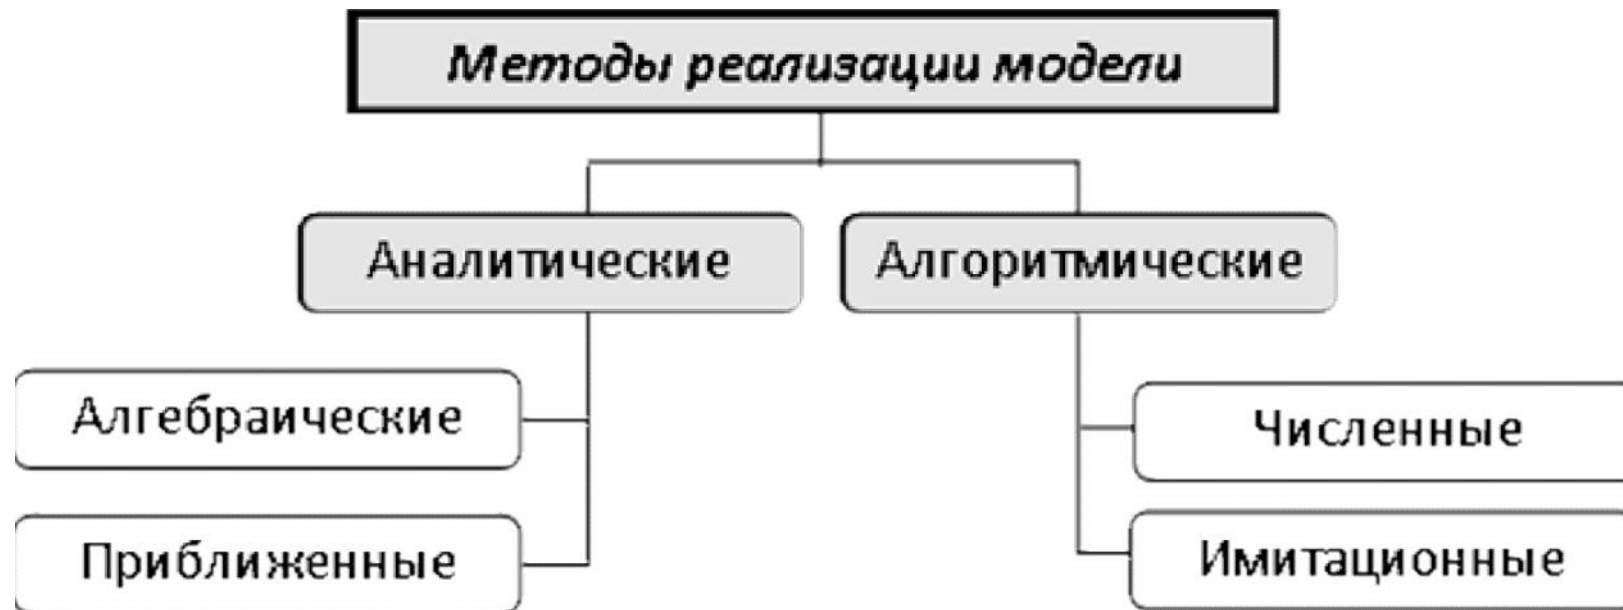 Методы реализации модели
Аналитические
Алгоритмические
Алгебраические
Приближенные
Численные
Имитационные